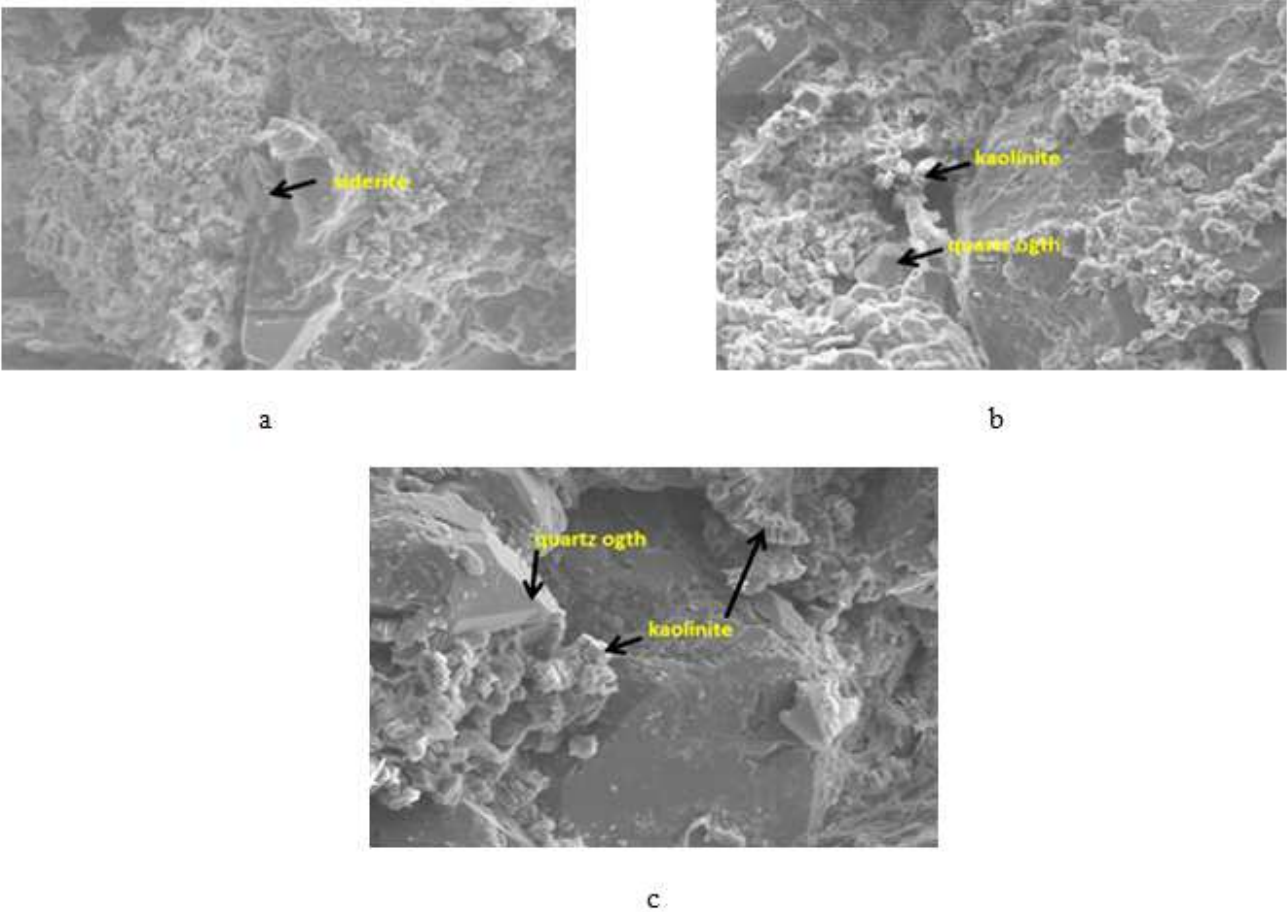 siderite
kaolinite
quartz ogth
a
b
quartz ogth
kaolinite
c